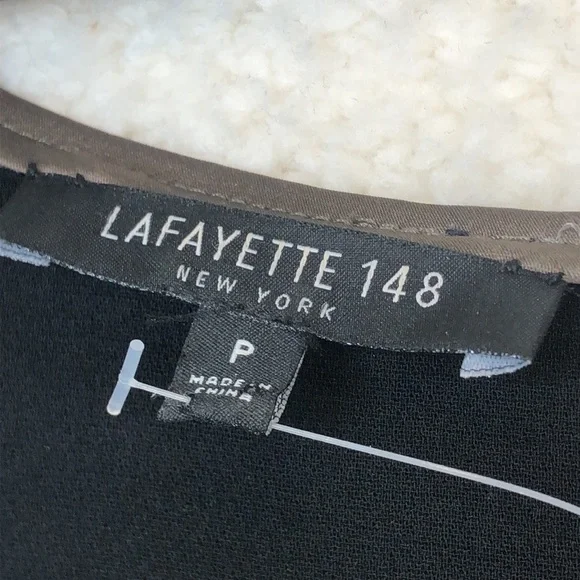 LAFAYETTE 148
NEW YORK
P
MADE IN
CHINA